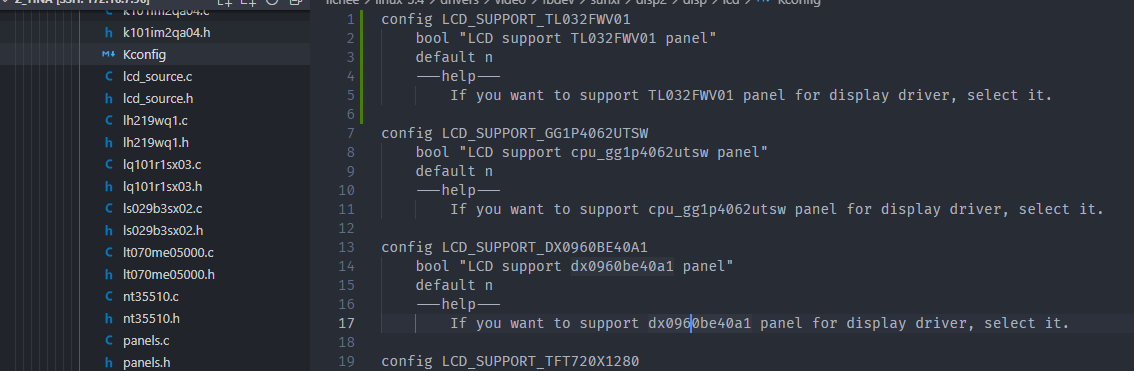 k101im2qa04.c
k101im2qa04.h
Kconfig
lcd_source.c
lcd_source.h
lh219wq1.c
lh219wq1.h
lq101r1sx03.c
lq101r1sx03.h
ls029b3sx02.c
ls029b3sx02.h
lt070me05000.c
lt070me05000.h
nt35510.c
nt35510.h
panels.c
panels.h
1 config LCD_SUPPORT_TL032FWV01
2 bool "LCD support TL032FWV01 panel"
3 default n
4 ---help---
5 If you want to support TL032FWV01 panel for display driver, select it.
6
7 config LCD_SUPPORT_GG1P4062UTSW
8 bool "LCD support cpu_gg1p4062utsw panel"
9 default n
10 ---help---
11 If you want to support cpu_gg1p4062utsw panel for display driver, select it.
12
13 config LCD_SUPPORT_DX0960BE40A1
14 bool "LCD support dx0960be40a1 panel"
15 default n
16 ---help---
17 If you want to support dx0960be40a1 panel for display driver, select it.
18
19 config LCD_SUPPORT_TFT720X1280